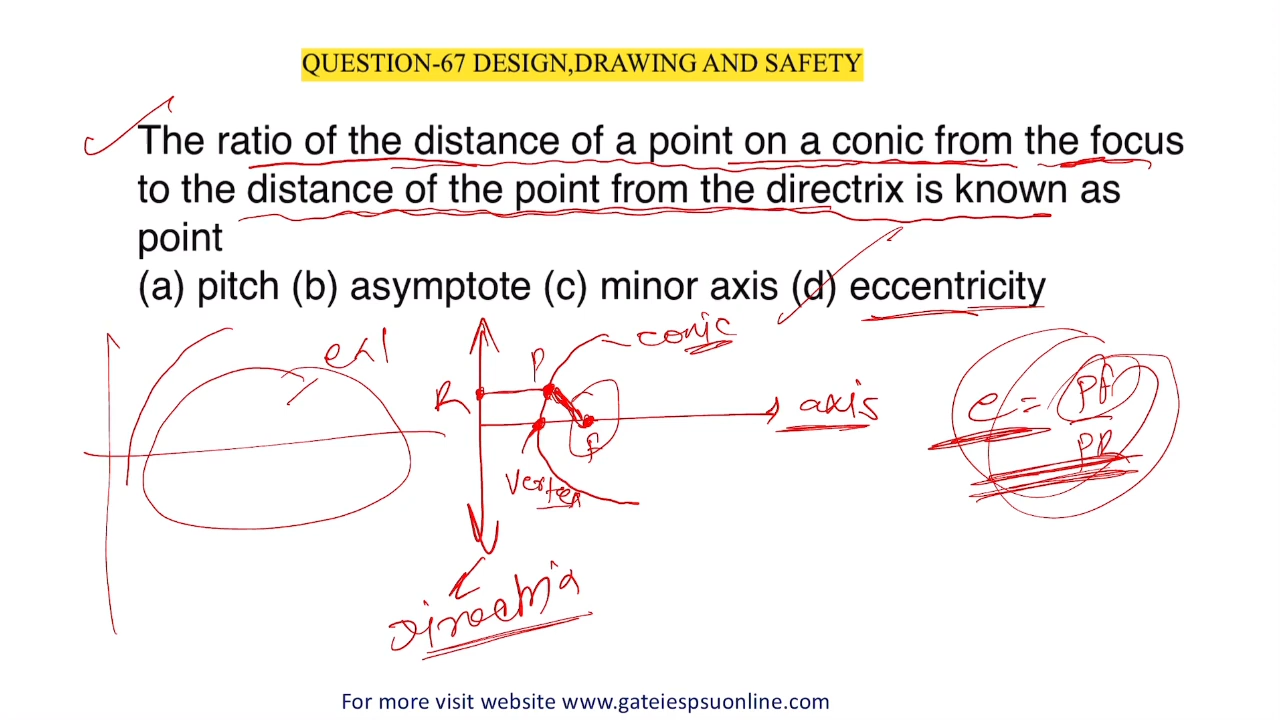 QUESTION-67 DESIGN,DRAWING AND SAFETY
The ratio of the distance of a point on a conic from the focus
to the distance of the point from the directrix is known as
point
(a) pitch (b) asymptote (c) minor axis (d) eccentricity
conic
P
R
axis
F
vertex
directrix
e = PF
PR
For more visit website www.gateiespsuonline.com